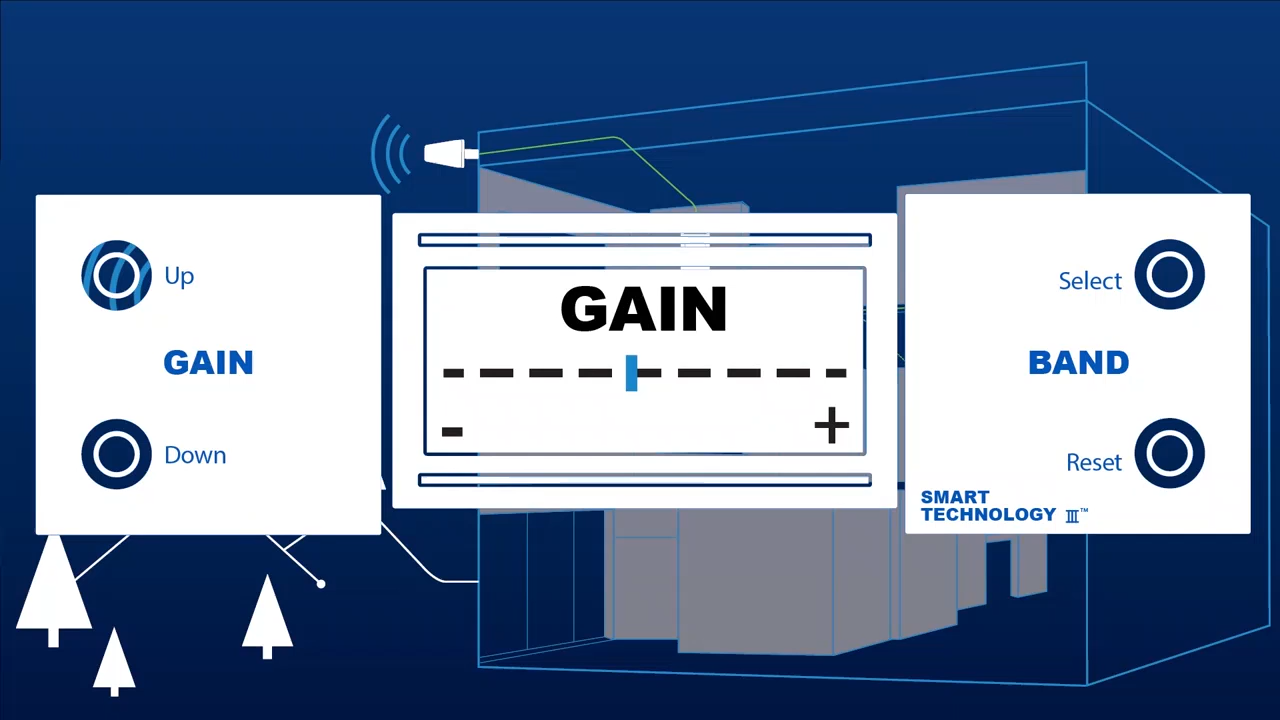 Up
GAIN
Down
GAIN
- +
Select
BAND
Reset
SMART
TECHNOLOGY III™